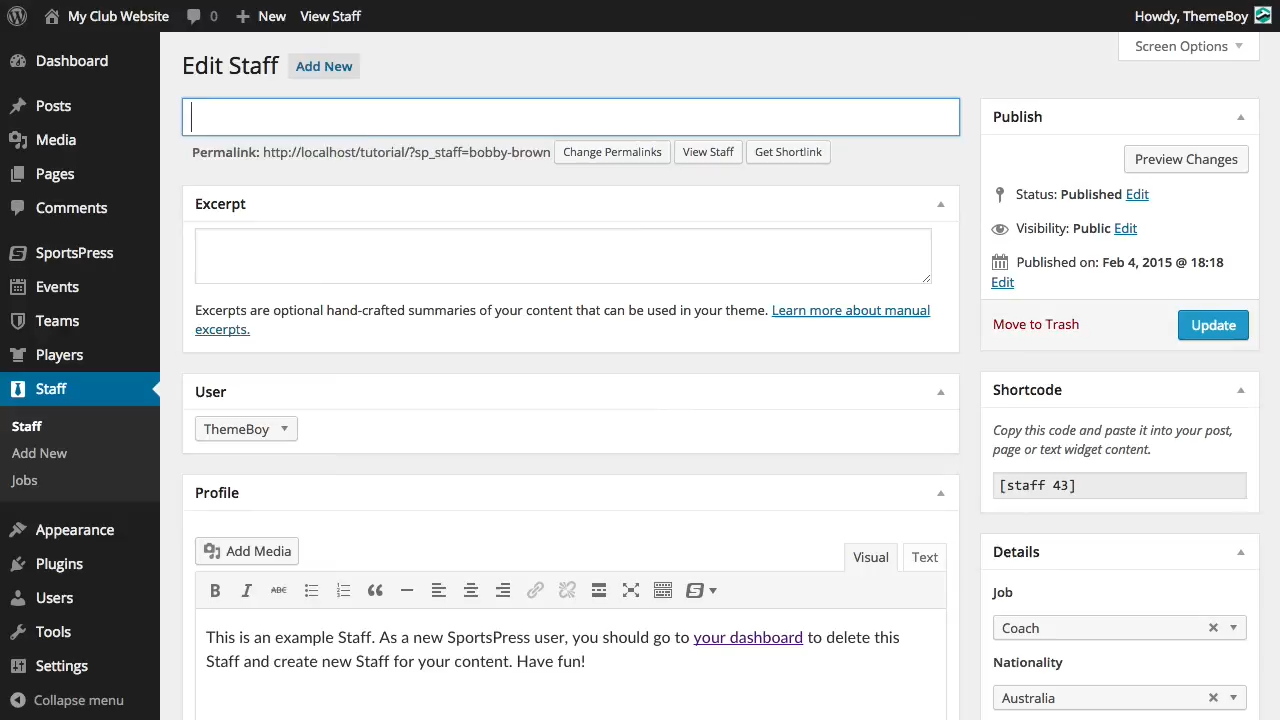 My Club Website 0 New View Staff Howdy, ThemeBoy
Dashboard
Posts
Media
Pages
Comments
SportsPress
Events
Teams
Players
Staff
Staff
Add New
Jobs
Appearance
Plugins
Users
Tools
Settings
Collapse menu
Screen Options
Edit Staff Add New
Permalink: http://localhost/tutorial/?sp_staff=bobby-brown Change Permalinks View Staff Get Shortlink
Excerpt
Excerpts are optional hand-crafted summaries of your content that can be used in your theme. Learn more about manual
excerpts.
User
ThemeBoy
Profile
Add Media
Visual Text
B I ABC
This is an example Staff. As a new SportsPress user, you should go to your dashboard to delete this
Staff and create new Staff for your content. Have fun!
Publish
Preview Changes
Status: Published Edit
Visibility: Public Edit
Published on: Feb 4, 2015 @ 18:18
Edit
Move to Trash Update
Shortcode
Copy this code and paste it into your post,
page or text widget content.
[staff 43]
Details
Job
Coach
Nationality
Australia